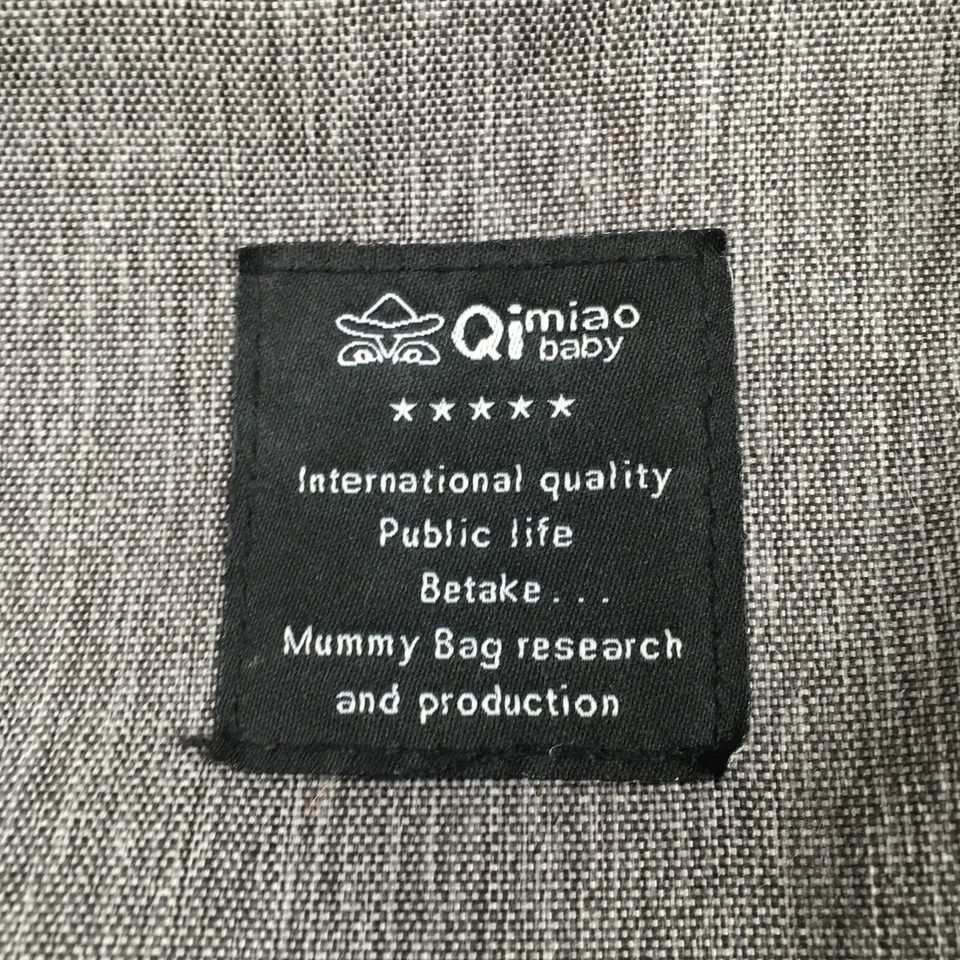 Qimiao
baby
★★★★★
International quality
Public life
Betake...
Mummy Bag research
and production